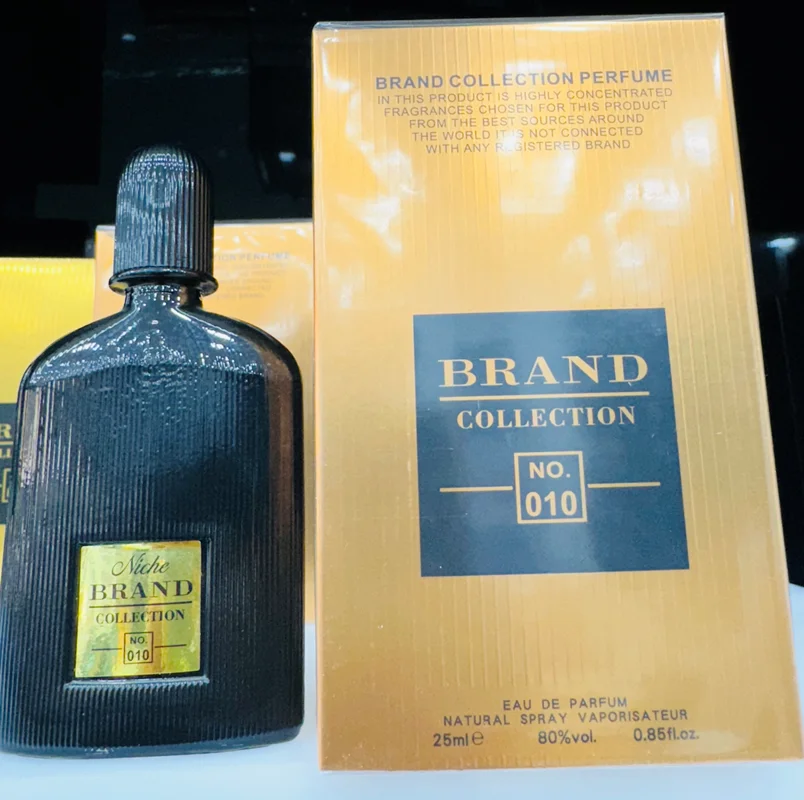 BRAND COLLECTION PERFUME
IN THIS PRODUCT IS HIGHLY CONCENTRATED
FRAGRANCES CHOSEN FOR THIS PRODUCT
FROM THE BEST SOURCES AROUND
THE WORLD IT IS NOT CONNECTED
WITH ANY REGISTERED BRAND
BRAND
COLLECTION
NO.
010
EAU DE PARFUM
NATURAL SPRAY VAPORISATEUR
25ml e 80%vol. 0.85fl.oz.
Niche
BRAND
COLLECTION
NO.
010